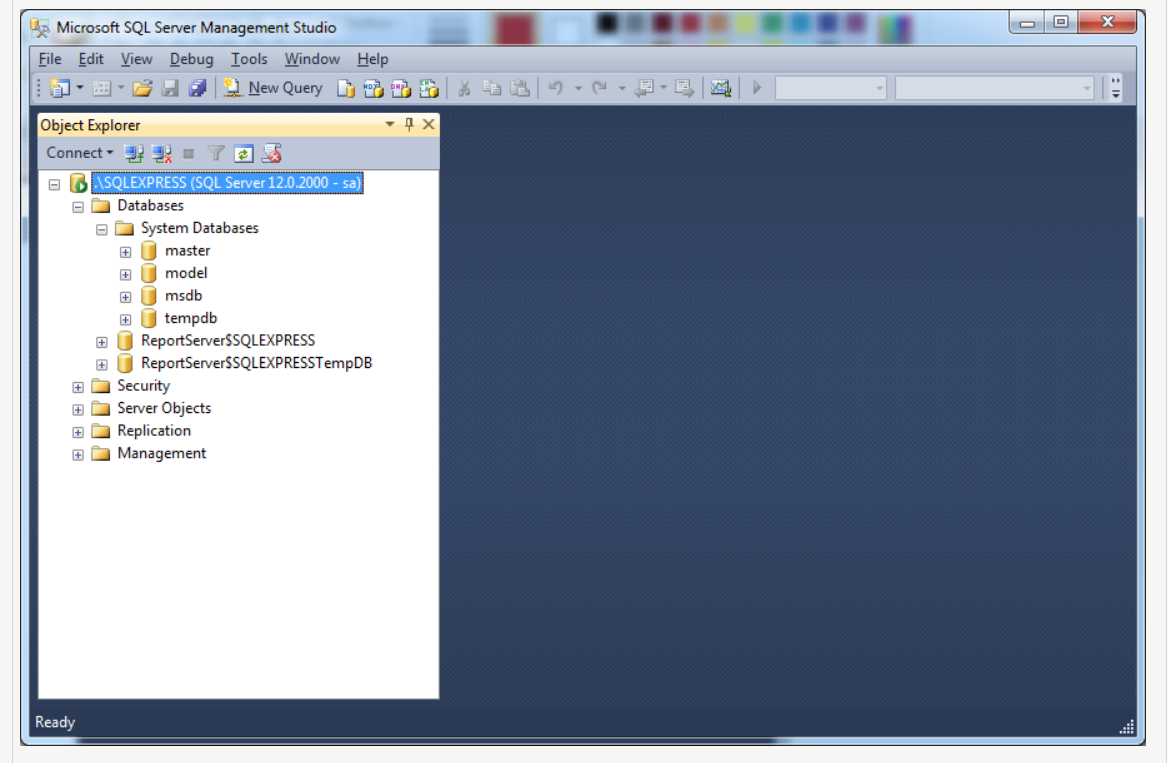 Microsoft SQL Server Management Studio
File Edit View Debug Tools Window Help
New Query
Object Explorer
Connect
.\SQLEXPRESS (SQL Server 12.0.2000 - sa)
Databases
System Databases
master
model
msdb
tempdb
ReportServer$SQLEXPRESS
ReportServer$SQLEXPRESSTempDB
Security
Server Objects
Replication
Management
Ready